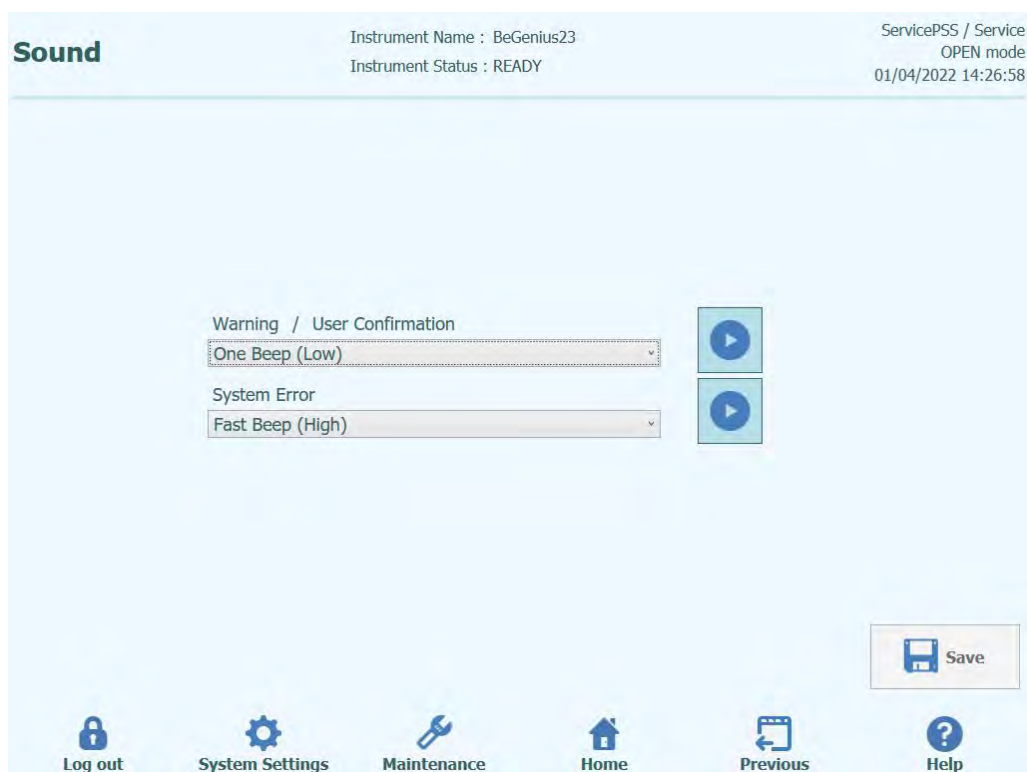 Sound
Instrument Name : BeGenius23
Instrument Status : READY
ServicePSS / Service
OPEN mode
01/04/2022 14:26:58
Warning / User Confirmation
One Beep (Low)
System Error
Fast Beep (High)
Save
Log out
System Settings
Maintenance
Home
Previous
Help